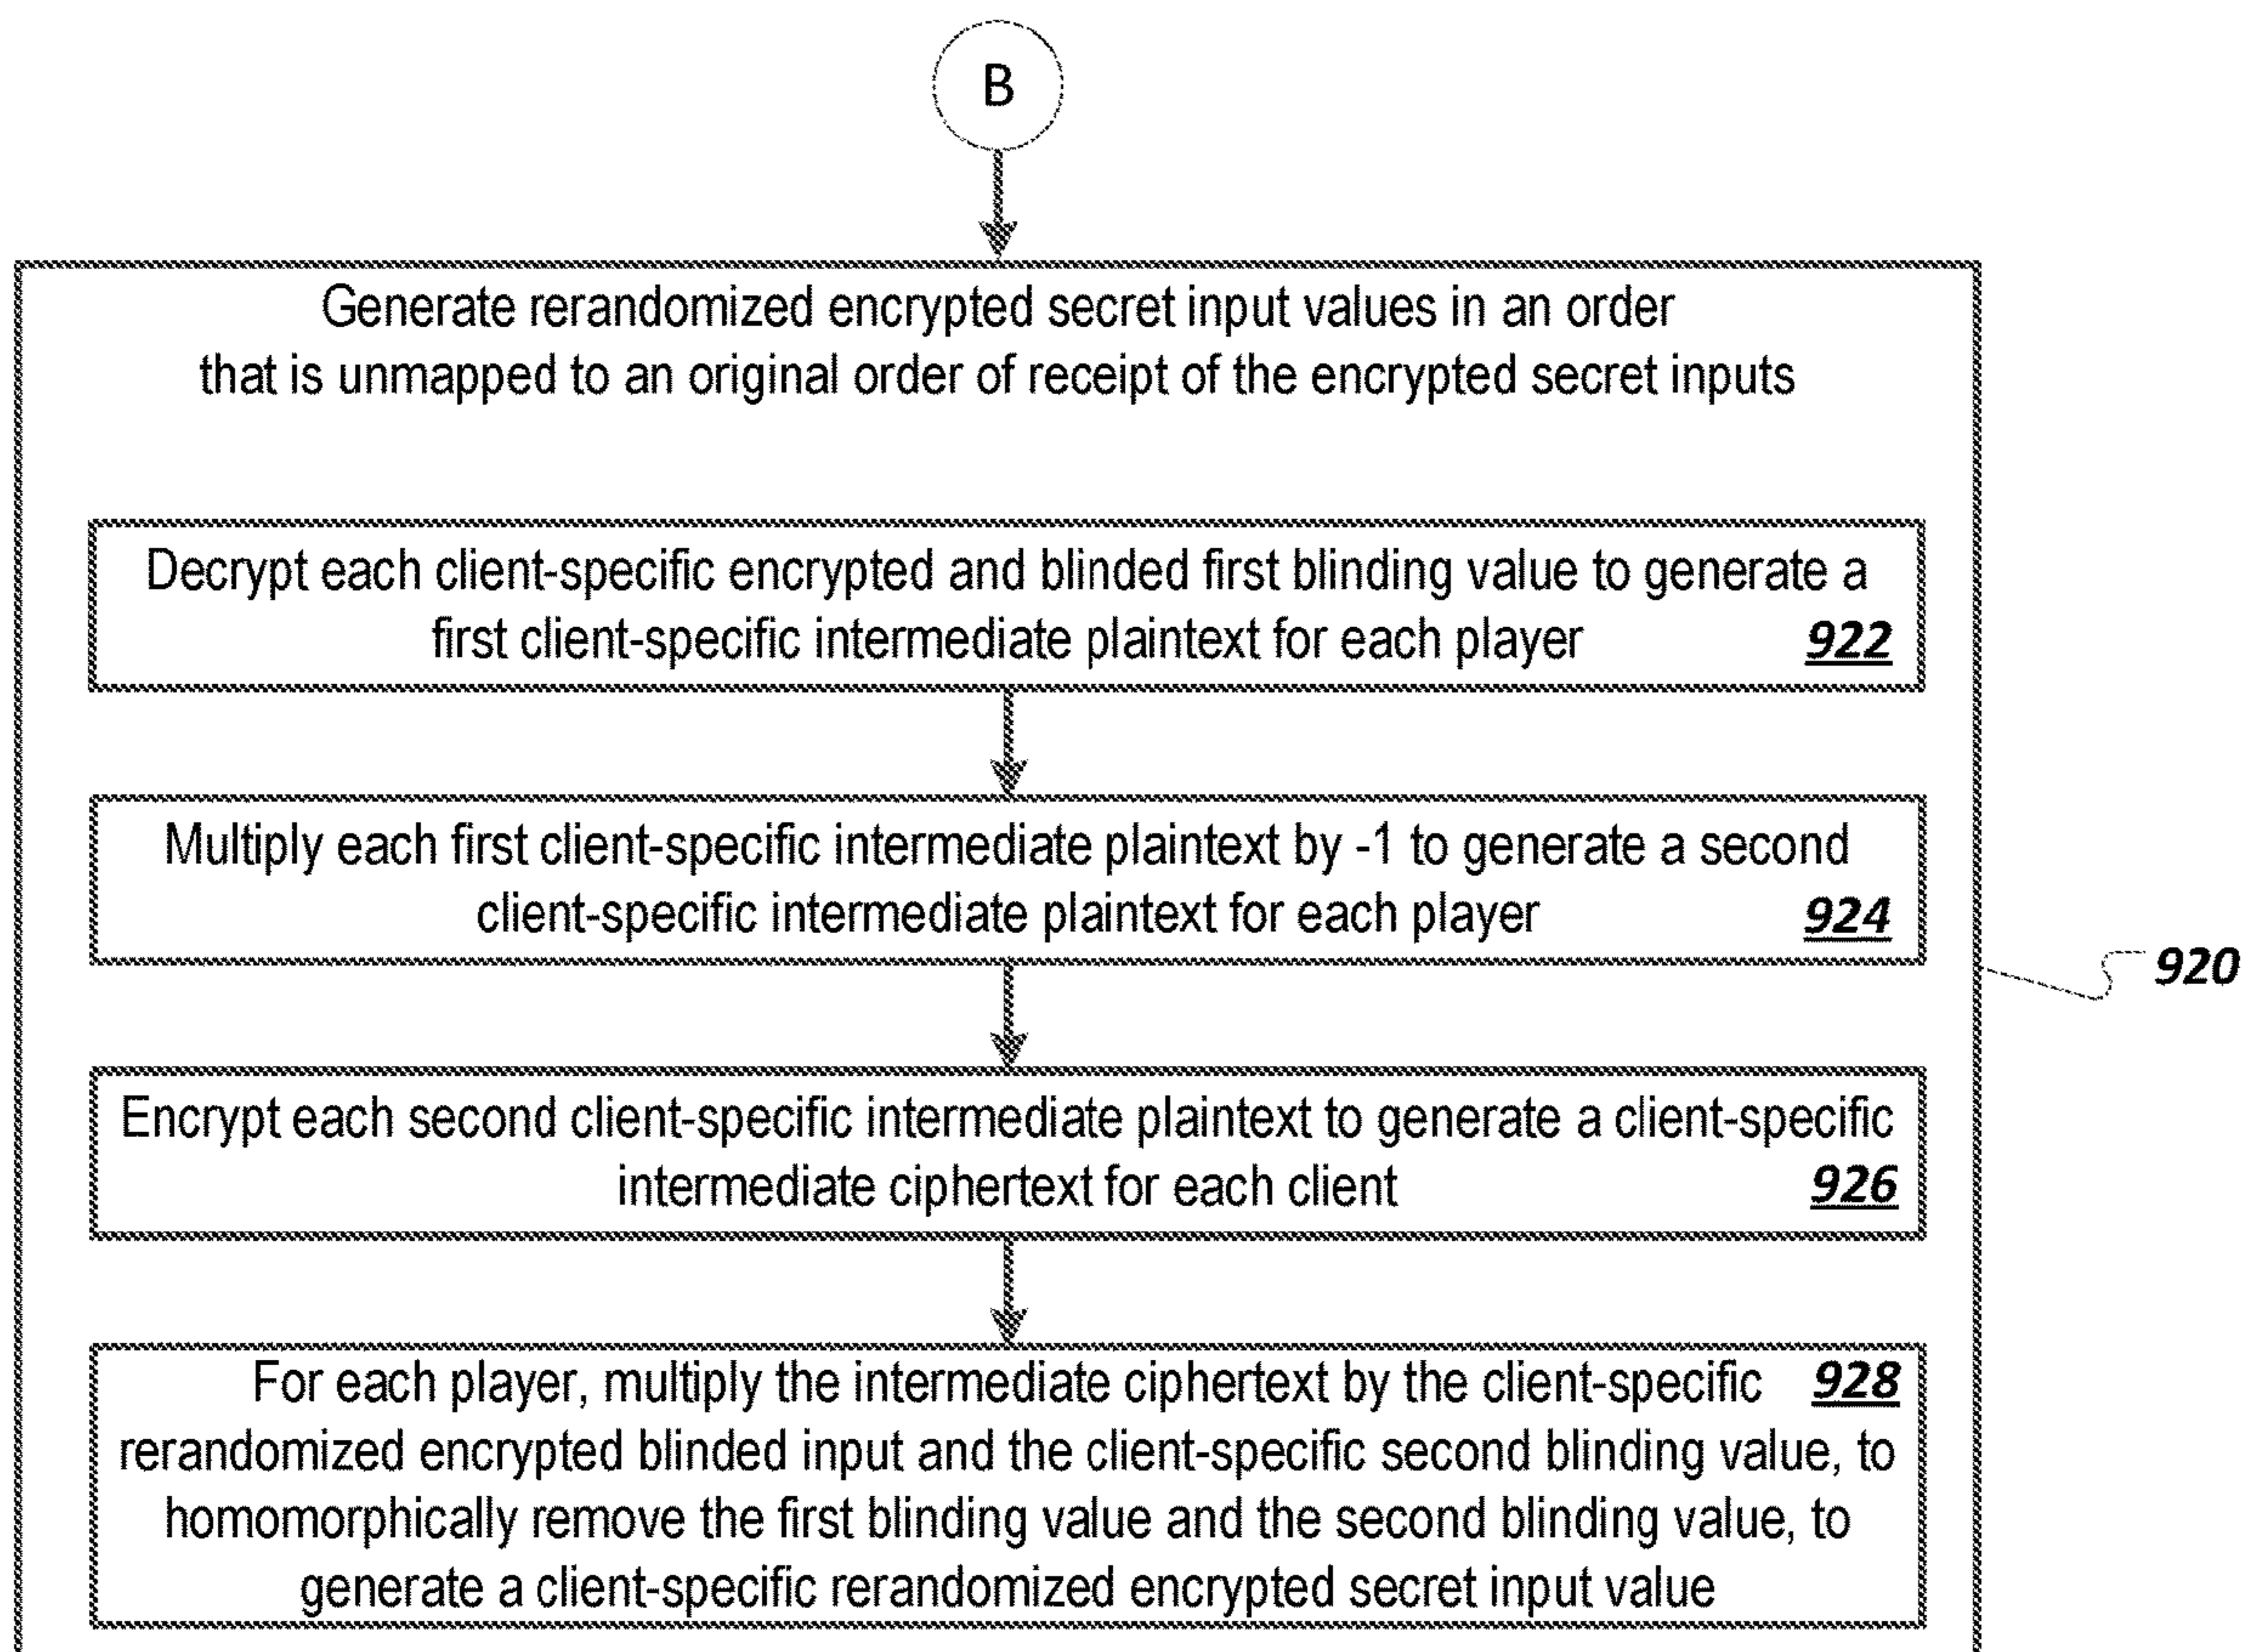 B
Generate rerandomized encrypted secret input values in an order
that is unmapped to an original order of receipt of the encrypted secret inputs
Decrypt each client-specific encrypted and blinded first blinding value to generate a
first client-specific intermediate plaintext for each player 922
Multiply each first client-specific intermediate plaintext by -1 to generate a second
client-specific intermediate plaintext for each player 924
920
Encrypt each second client-specific intermediate plaintext to generate a client-specific
intermediate ciphertext for each client 926
For each player, multiply the intermediate ciphertext by the client-specific 928
rerandomized encrypted blinded input and the client-specific second blinding value, to
homomorphically remove the first blinding value and the second blinding value, to
generate a client-specific rerandomized encrypted secret input value